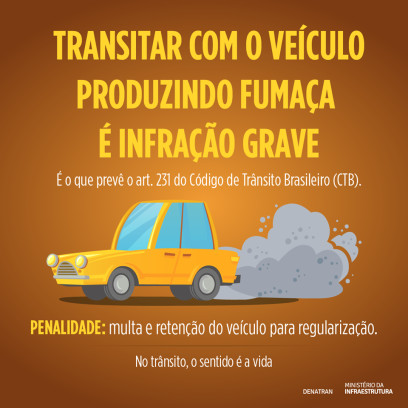 TRANSITAR COM O VEÍCULO
PRODUZINDO FUMAÇA
É INFRAÇÃO GRAVE
É o que prevê o art. 231 do Código de Trânsito Brasileiro (CTB).
PENALIDADE: multa e retenção do veículo para regularização.
No trânsito, o sentido é a vida
DENATRAN
MINISTÉRIO DA
INFRAESTRUTURA